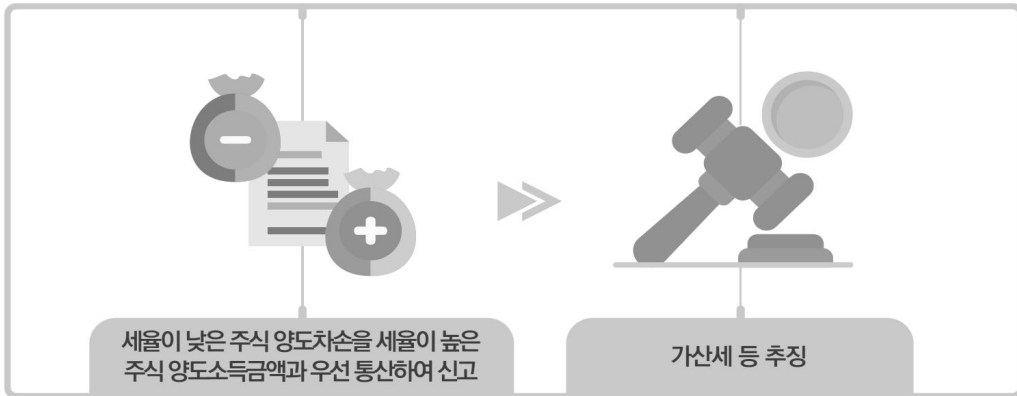 세율이 낮은 주식 양도차손을 세율이 높은
주식 양도소득금액과 우선 통산하여 신고
가산세 등 추징